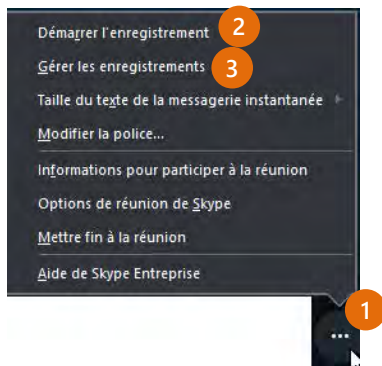 Démarrer l'enregistrement 2
Gérer les enregistrements 3
Taille du texte de la messagerie instantanée
Modifier la police...
Informations pour participer à la réunion
Options de réunion de Skype
Mettre fin à la réunion
Aide de Skype Entreprise
1
...